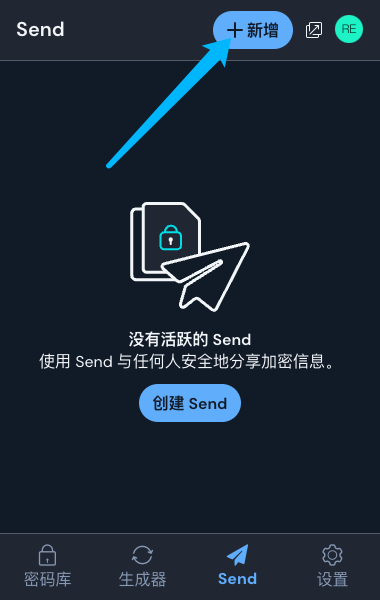 Send
新增
RE
没有活跃的 Send
使用 Send 与任何人安全地分享加密信息。
创建 Send
密码库
生成器
Send
设置